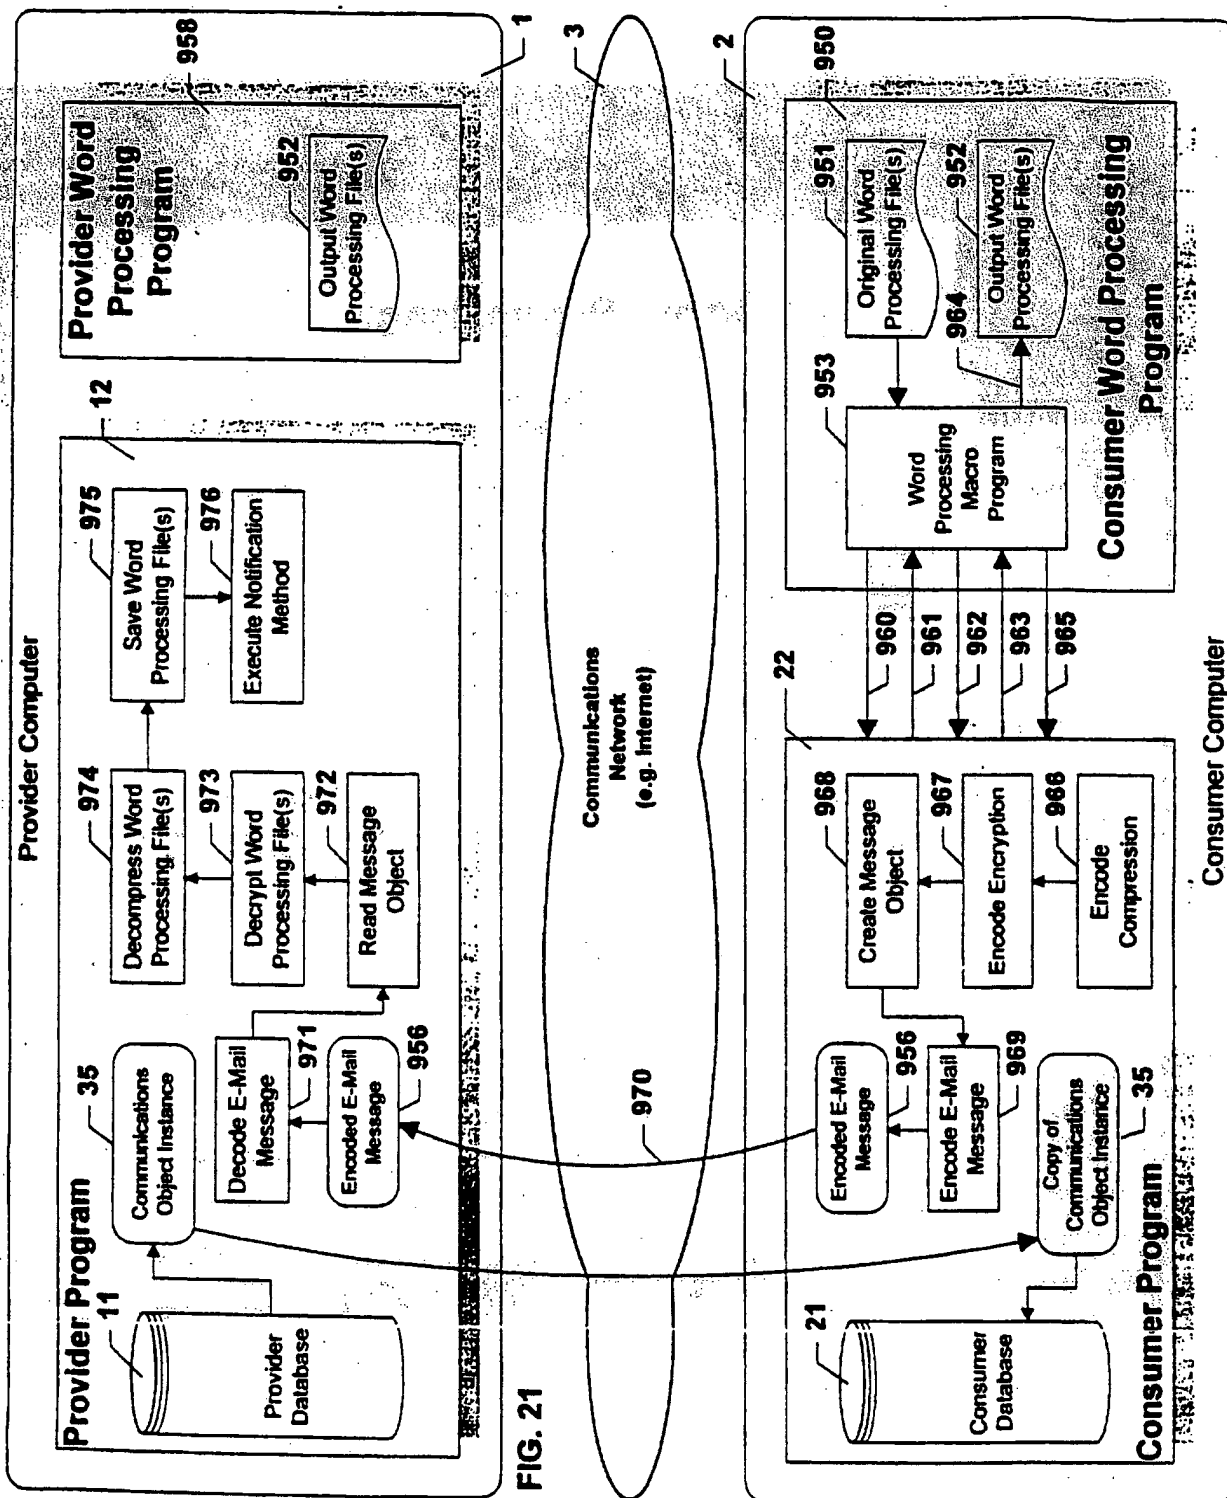 Provider Computer
Provider Program
11
Provider
Database
35
Communications
Object Instance
Decode E-Mail
Message
971
Encoded E-Mail
Message
956
974
Decompress Word
Processing File(s)
973
Decrypt Word
Processing File(s)
972
Read Message
Object
975
Save Word
Processing File(s)
976
Execute Notification
Method
12
Provider Word
Processing
Program
958
952
Output Word
Processing File(s)
1
FIG. 21
Communications
Network
(e.g. Internet)
3
970
2
22
21
Consumer
Database
Consumer Program
Encoded E-Mail
Message
956
Encode E-Mail
Message
969
Copy of
Communications
Object Instance
35
968
Create Message
Object
967
Encode Encryption
966
Encode
Compression
960
961
962
963
965
953
Word
Processing
Macro
Program
964
950
951
Original Word
Processing File(s)
952
Output Word
Processing File(s)
Consumer Word Processing
Program
Consumer Computer